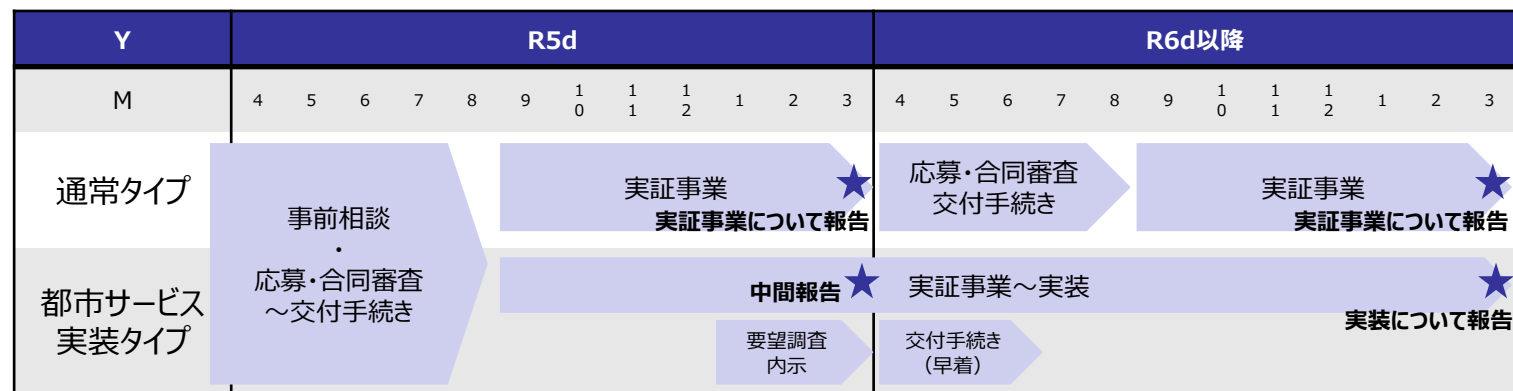 Y R5d R6d以降
M 4 5 6 7 8 9 10 11 12 1 2 3 4 5 6 7 8 9 10 11 12 1 2 3
通常タイプ
事前相談
・
応募・合同審査
～交付手続き
実証事業
実証事業について報告
応募・合同審査
交付手続き
実証事業
実証事業について報告
都市サービス
実装タイプ
中間報告
実証事業～実装
実装について報告
要望調査
内示
交付手続き
（早着）